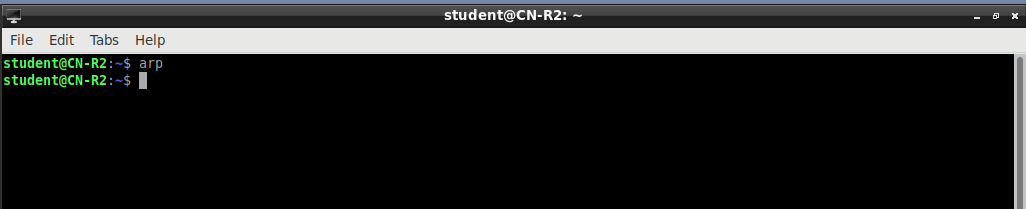 student@CN-R2: ~
File Edit Tabs Help
student@CN-R2:~$ arp
student@CN-R2:~$